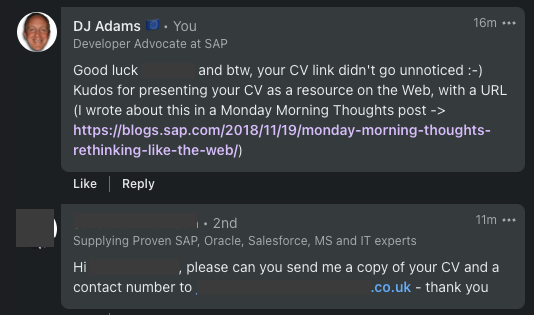 DJ Adams • You
16m •••
Developer Advocate at SAP
Good luck and btw, your CV link didn't go unnoticed :-)
Kudos for presenting your CV as a resource on the Web, with a URL
(I wrote about this in a Monday Morning Thoughts post ->
https://blogs.sap.com/2018/11/19/monday-morning-thoughts-
rethinking-like-the-web/)
Like | Reply
• 2nd
11m •••
Supplying Proven SAP, Oracle, Salesforce, MS and IT experts
Hi , please can you send me a copy of your CV and a
contact number to .co.uk - thank you